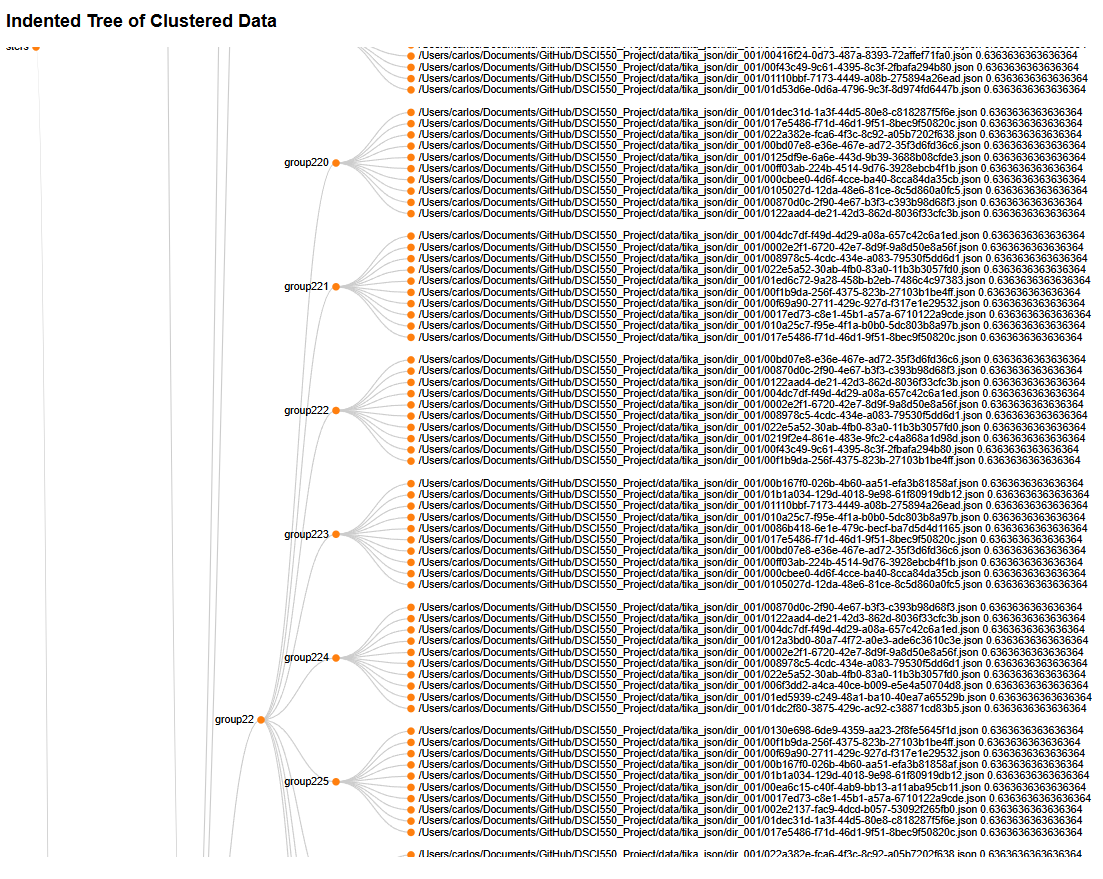 Indented Tree of Clustered Data
/Users/carlos/Documents/GitHub/DSCI550_Project/data/tika_json/dir_001/00416f24-0d73-487a-8393-72affef71fa0.json 0.6363636363636364
/Users/carlos/Documents/GitHub/DSCI550_Project/data/tika_json/dir_001/00f43c49-9c61-4395-8c3f-2fbafa294b80.json 0.6363636363636364
/Users/carlos/Documents/GitHub/DSCI550_Project/data/tika_json/dir_001/01110bbf-7173-4449-a08b-275894a26ead.json 0.6363636363636364
/Users/carlos/Documents/GitHub/DSCI550_Project/data/tika_json/dir_001/01d53d6e-0d6a-4796-9c3f-8d974fd6447b.json 0.6363636363636364
group220
/Users/carlos/Documents/GitHub/DSCI550_Project/data/tika_json/dir_001/01dec31d-1a3f-44d5-80e8-c818287f5f6e.json 0.6363636363636364
/Users/carlos/Documents/GitHub/DSCI550_Project/data/tika_json/dir_001/017e5486-f71d-46d1-9f51-8bec9f50820c.json 0.6363636363636364
/Users/carlos/Documents/GitHub/DSCI550_Project/data/tika_json/dir_001/022a382e-fca6-4f3c-8c92-a05b7202f638.json 0.6363636363636364
/Users/carlos/Documents/GitHub/DSCI550_Project/data/tika_json/dir_001/00bd07e8-e36e-467e-ad72-35f3d6fd36c6.json 0.6363636363636364
/Users/carlos/Documents/GitHub/DSCI550_Project/data/tika_json/dir_001/0125df9e-6a6e-443d-9b39-3688b08cfde3.json 0.6363636363636364
/Users/carlos/Documents/GitHub/DSCI550_Project/data/tika_json/dir_001/00ff03ab-224b-4514-9d76-3928ebcb4f1b.json 0.6363636363636364
/Users/carlos/Documents/GitHub/DSCI550_Project/data/tika_json/dir_001/000cbee0-4d6f-4cce-ba40-8cca84da35cb.json 0.6363636363636364
/Users/carlos/Documents/GitHub/DSCI550_Project/data/tika_json/dir_001/0105027d-12da-48e6-81ce-8c5d860a0fc5.json 0.6363636363636364
/Users/carlos/Documents/GitHub/DSCI550_Project/data/tika_json/dir_001/00870d0c-2f90-4e67-b3f3-c393b98d68f3.json 0.6363636363636364
/Users/carlos/Documents/GitHub/DSCI550_Project/data/tika_json/dir_001/0122aad4-de21-42d3-862d-8036f33cfc3b.json 0.6363636363636364
group221
/Users/carlos/Documents/GitHub/DSCI550_Project/data/tika_json/dir_001/004dc7df-f49d-4d29-a08a-657c42c6a1ed.json 0.6363636363636364
/Users/carlos/Documents/GitHub/DSCI550_Project/data/tika_json/dir_001/0002e2f1-6720-42e7-8d9f-9a8d50e8a56f.json 0.6363636363636364
/Users/carlos/Documents/GitHub/DSCI550_Project/data/tika_json/dir_001/008978c5-4cdc-434e-a083-79530f5dd6d1.json 0.6363636363636364
/Users/carlos/Documents/GitHub/DSCI550_Project/data/tika_json/dir_001/022e5a52-30ab-4fb0-83a0-11b3b3057fd0.json 0.6363636363636364
/Users/carlos/Documents/GitHub/DSCI550_Project/data/tika_json/dir_001/01ed6c72-9a28-458b-b2eb-7486c4c97383.json 0.6363636363636364
/Users/carlos/Documents/GitHub/DSCI550_Project/data/tika_json/dir_001/00f1b9da-256f-4375-823b-27103b1be4ff.json 0.6363636363636364
/Users/carlos/Documents/GitHub/DSCI550_Project/data/tika_json/dir_001/00f69a90-2711-429c-927d-f317e1e29532.json 0.6363636363636364
/Users/carlos/Documents/GitHub/DSCI550_Project/data/tika_json/dir_001/0017ed73-c8e1-45b1-a57a-6710122a9cde.json 0.6363636363636364
/Users/carlos/Documents/GitHub/DSCI550_Project/data/tika_json/dir_001/010a25c7-f95e-4f1a-b0b0-5dc803b8a97b.json 0.6363636363636364
/Users/carlos/Documents/GitHub/DSCI550_Project/data/tika_json/dir_001/017e5486-f71d-46d1-9f51-8bec9f50820c.json 0.6363636363636364
group222
/Users/carlos/Documents/GitHub/DSCI550_Project/data/tika_json/dir_001/00bd07e8-e36e-467e-ad72-35f3d6fd36c6.json 0.6363636363636364
/Users/carlos/Documents/GitHub/DSCI550_Project/data/tika_json/dir_001/00870d0c-2f90-4e67-b3f3-c393b98d68f3.json 0.6363636363636364
/Users/carlos/Documents/GitHub/DSCI550_Project/data/tika_json/dir_001/0122aad4-de21-42d3-862d-8036f33cfc3b.json 0.6363636363636364
/Users/carlos/Documents/GitHub/DSCI550_Project/data/tika_json/dir_001/004dc7df-f49d-4d29-a08a-657c42c6a1ed.json 0.6363636363636364
/Users/carlos/Documents/GitHub/DSCI550_Project/data/tika_json/dir_001/0002e2f1-6720-42e7-8d9f-9a8d50e8a56f.json 0.6363636363636364
/Users/carlos/Documents/GitHub/DSCI550_Project/data/tika_json/dir_001/008978c5-4cdc-434e-a083-79530f5dd6d1.json 0.6363636363636364
/Users/carlos/Documents/GitHub/DSCI550_Project/data/tika_json/dir_001/022e5a52-30ab-4fb0-83a0-11b3b3057fd0.json 0.6363636363636364
/Users/carlos/Documents/GitHub/DSCI550_Project/data/tika_json/dir_001/0219f2e4-861e-483e-9fc2-c4a868a1d98d.json 0.6363636363636364
/Users/carlos/Documents/GitHub/DSCI550_Project/data/tika_json/dir_001/00f43c49-9c61-4395-8c3f-2fbafa294b80.json 0.6363636363636364
/Users/carlos/Documents/GitHub/DSCI550_Project/data/tika_json/dir_001/00f1b9da-256f-4375-823b-27103b1be4ff.json 0.6363636363636364
group223
/Users/carlos/Documents/GitHub/DSCI550_Project/data/tika_json/dir_001/00b167f0-026b-4b60-aa51-efa3b81858af.json 0.6363636363636364
/Users/carlos/Documents/GitHub/DSCI550_Project/data/tika_json/dir_001/01b1a034-129d-4018-9e98-61f80919db12.json 0.6363636363636364
/Users/carlos/Documents/GitHub/DSCI550_Project/data/tika_json/dir_001/01110bbf-7173-4449-a08b-275894a26ead.json 0.6363636363636364
/Users/carlos/Documents/GitHub/DSCI550_Project/data/tika_json/dir_001/010a25c7-f95e-4f1a-b0b0-5dc803b8a97b.json 0.6363636363636364
/Users/carlos/Documents/GitHub/DSCI550_Project/data/tika_json/dir_001/0086b418-6e1e-479c-becf-ba7d5d4d1165.json 0.6363636363636364
/Users/carlos/Documents/GitHub/DSCI550_Project/data/tika_json/dir_001/017e5486-f71d-46d1-9f51-8bec9f50820c.json 0.6363636363636364
/Users/carlos/Documents/GitHub/DSCI550_Project/data/tika_json/dir_001/00bd07e8-e36e-467e-ad72-35f3d6fd36c6.json 0.6363636363636364
/Users/carlos/Documents/GitHub/DSCI550_Project/data/tika_json/dir_001/00ff03ab-224b-4514-9d76-3928ebcb4f1b.json 0.6363636363636364
/Users/carlos/Documents/GitHub/DSCI550_Project/data/tika_json/dir_001/000cbee0-4d6f-4cce-ba40-8cca84da35cb.json 0.6363636363636364
/Users/carlos/Documents/GitHub/DSCI550_Project/data/tika_json/dir_001/0105027d-12da-48e6-81ce-8c5d860a0fc5.json 0.6363636363636364
group224
/Users/carlos/Documents/GitHub/DSCI550_Project/data/tika_json/dir_001/00870d0c-2f90-4e67-b3f3-c393b98d68f3.json 0.6363636363636364
/Users/carlos/Documents/GitHub/DSCI550_Project/data/tika_json/dir_001/0122aad4-de21-42d3-862d-8036f33cfc3b.json 0.6363636363636364
/Users/carlos/Documents/GitHub/DSCI550_Project/data/tika_json/dir_001/004dc7df-f49d-4d29-a08a-657c42c6a1ed.json 0.6363636363636364
/Users/carlos/Documents/GitHub/DSCI550_Project/data/tika_json/dir_001/012a3bd0-80a7-4f72-a0e3-ade6c3610c3e.json 0.6363636363636364
/Users/carlos/Documents/GitHub/DSCI550_Project/data/tika_json/dir_001/0002e2f1-6720-42e7-8d9f-9a8d50e8a56f.json 0.6363636363636364
/Users/carlos/Documents/GitHub/DSCI550_Project/data/tika_json/dir_001/008978c5-4cdc-434e-a083-79530f5dd6d1.json 0.6363636363636364
/Users/carlos/Documents/GitHub/DSCI550_Project/data/tika_json/dir_001/022e5a52-30ab-4fb0-83a0-11b3b3057fd0.json 0.6363636363636364
/Users/carlos/Documents/GitHub/DSCI550_Project/data/tika_json/dir_001/006f3dd2-a4ca-40ce-b009-e5e4a50704d8.json 0.6363636363636364
/Users/carlos/Documents/GitHub/DSCI550_Project/data/tika_json/dir_001/01ed5939-c249-48a1-ba10-40ea7a65529b.json 0.6363636363636364
/Users/carlos/Documents/GitHub/DSCI550_Project/data/tika_json/dir_001/01dc2f80-3875-429c-ac92-c38871cd83b5.json 0.6363636363636364
group22
group225
/Users/carlos/Documents/GitHub/DSCI550_Project/data/tika_json/dir_001/0130e698-6de9-4359-aa23-2f8fe5645f1d.json 0.6363636363636364
/Users/carlos/Documents/GitHub/DSCI550_Project/data/tika_json/dir_001/00f1b9da-256f-4375-823b-27103b1be4ff.json 0.6363636363636364
/Users/carlos/Documents/GitHub/DSCI550_Project/data/tika_json/dir_001/00f69a90-2711-429c-927d-f317e1e29532.json 0.6363636363636364
/Users/carlos/Documents/GitHub/DSCI550_Project/data/tika_json/dir_001/00b167f0-026b-4b60-aa51-efa3b81858af.json 0.6363636363636364
/Users/carlos/Documents/GitHub/DSCI550_Project/data/tika_json/dir_001/01b1a034-129d-4018-9e98-61f80919db12.json 0.6363636363636364
/Users/carlos/Documents/GitHub/DSCI550_Project/data/tika_json/dir_001/00ea6c15-c40f-4ab9-bb13-a11aba95cb11.json 0.6363636363636364
/Users/carlos/Documents/GitHub/DSCI550_Project/data/tika_json/dir_001/0017ed73-c8e1-45b1-a57a-6710122a9cde.json 0.6363636363636364
/Users/carlos/Documents/GitHub/DSCI550_Project/data/tika_json/dir_001/002e2137-fac9-4dcd-b057-53092f265fb0.json 0.6363636363636364
/Users/carlos/Documents/GitHub/DSCI550_Project/data/tika_json/dir_001/01dec31d-1a3f-44d5-80e8-c818287f5f6e.json 0.6363636363636364
/Users/carlos/Documents/GitHub/DSCI550_Project/data/tika_json/dir_001/017e5486-f71d-46d1-9f51-8bec9f50820c.json 0.6363636363636364
/Users/carlos/Documents/GitHub/DSCI550_Project/data/tika_json/dir_001/022a382e-fca6-4f3c-8c92-a05b7202f638.json 0.6363636363636364